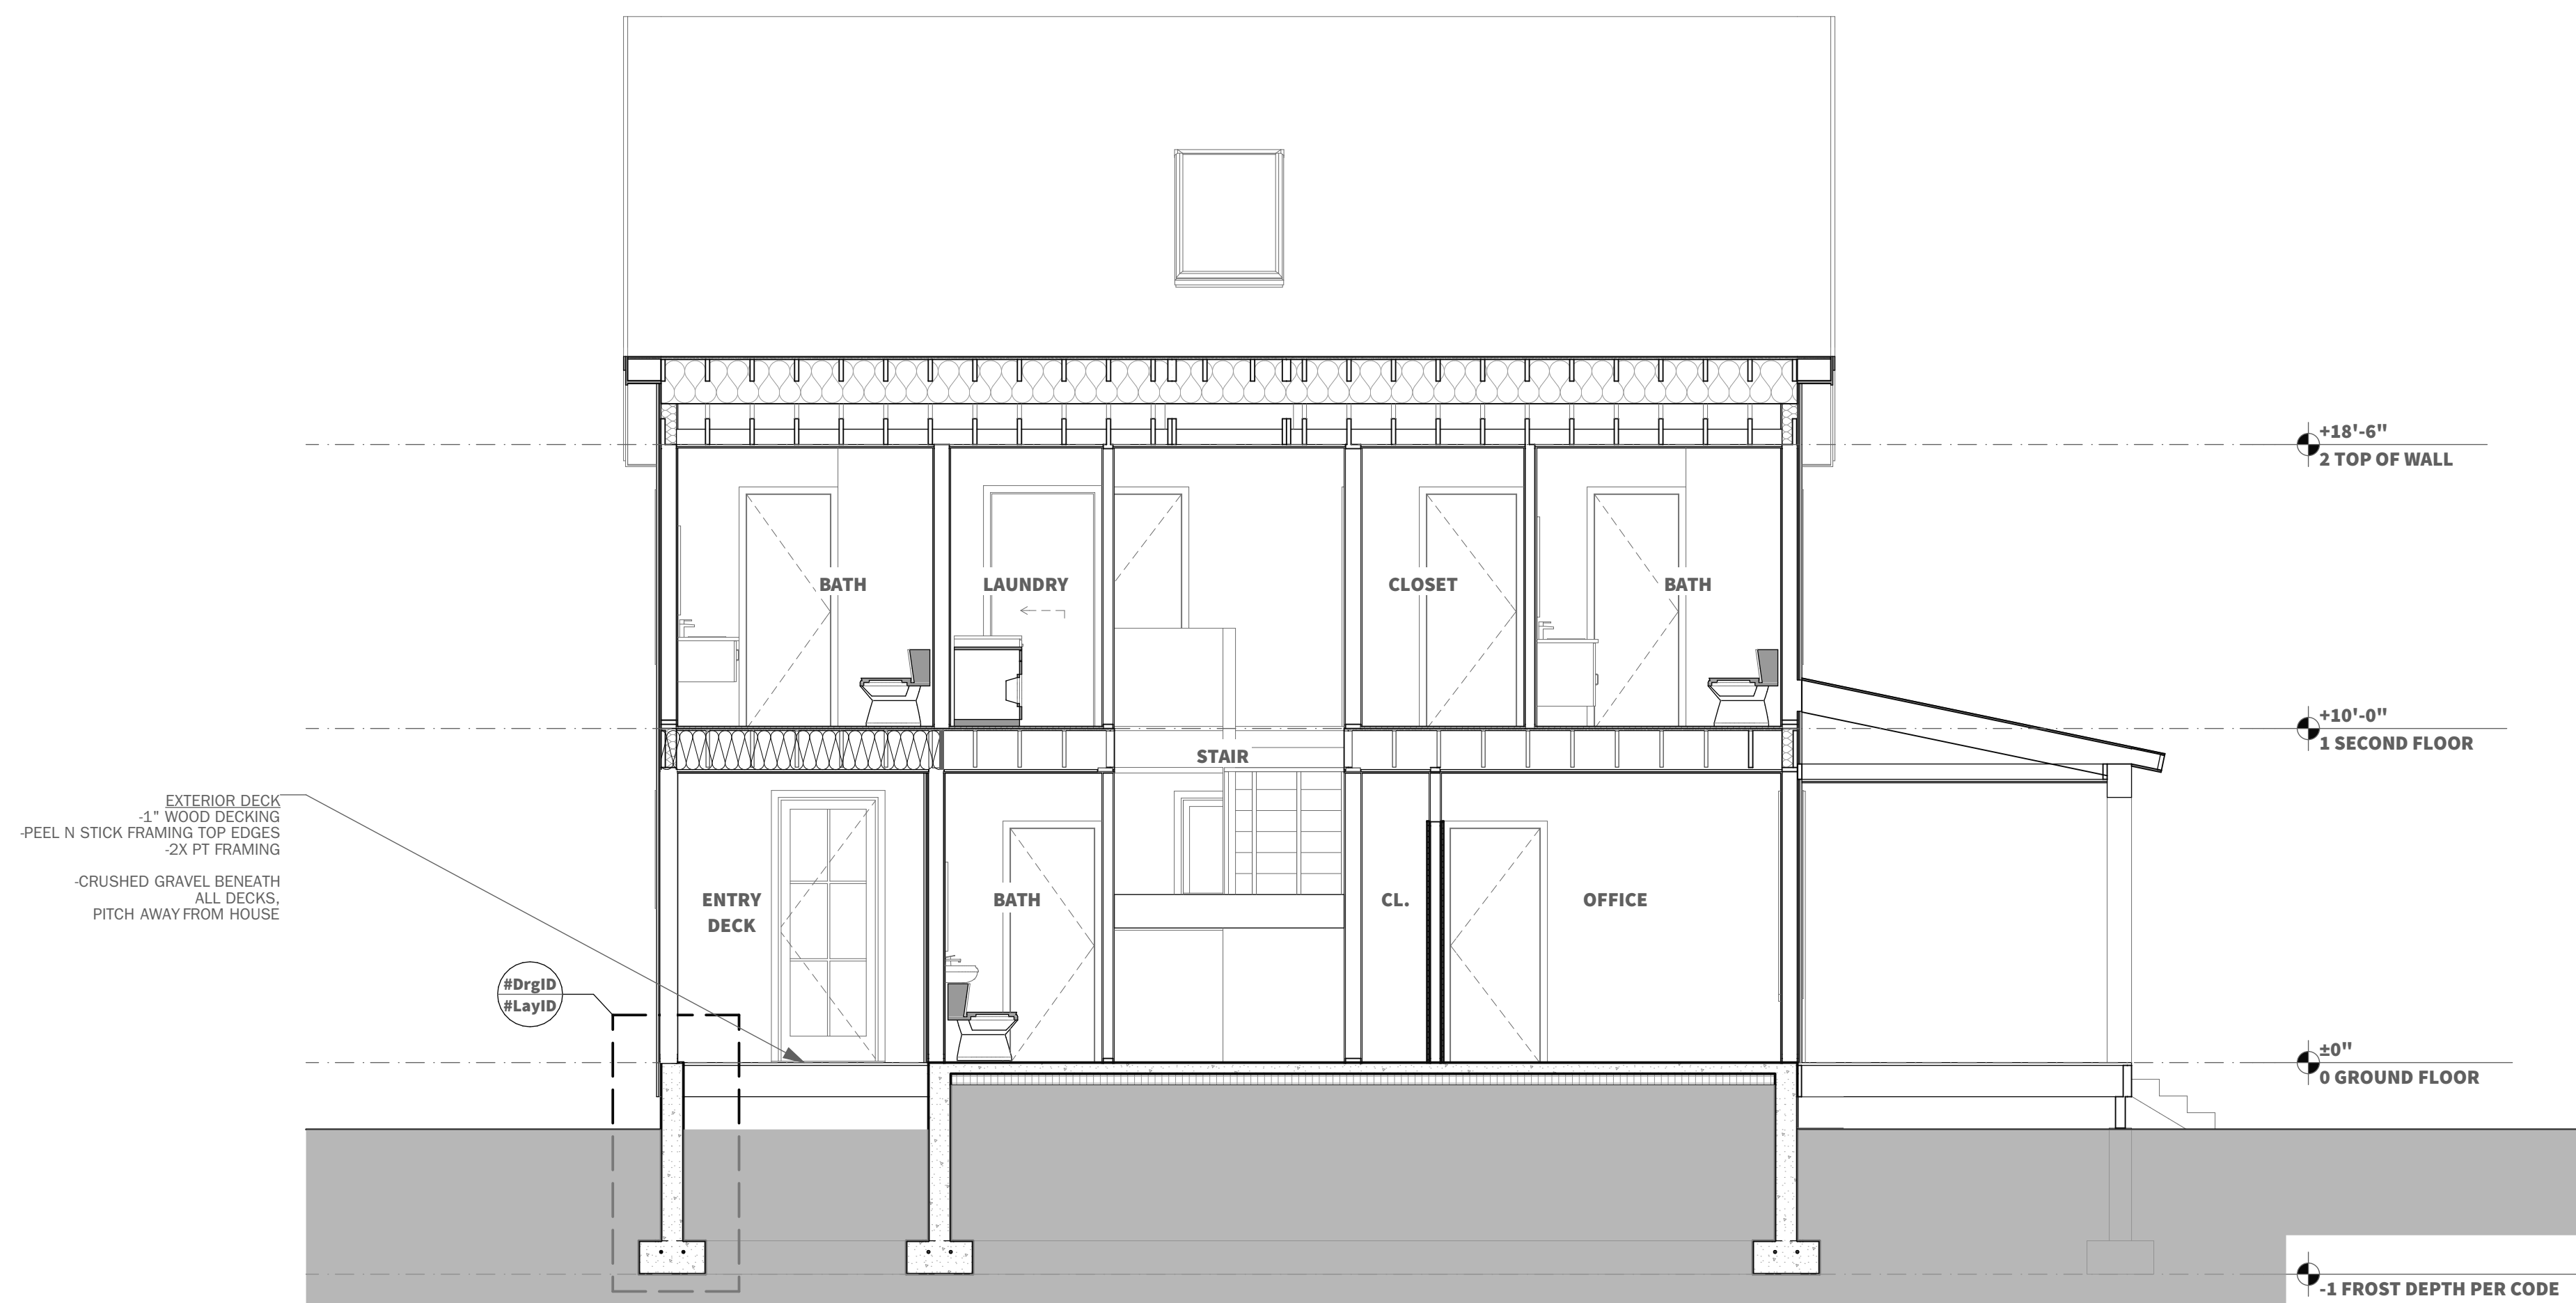 +18'-6"
2 TOP OF WALL
BATH
LAUNDRY
CLOSET
BATH
+10'-0"
1 SECOND FLOOR
STAIR
EXTERIOR DECK
-1" WOOD DECKING
-PEEL N STICK FRAMING TOP EDGES
-2X PT FRAMING
-CRUSHED GRAVEL BENEATH
ALL DECKS,
PITCH AWAY FROM HOUSE
ENTRY
DECK
BATH
CL.
OFFICE
#DrgID
#LayID
±0"
0 GROUND FLOOR
-1 FROST DEPTH PER CODE